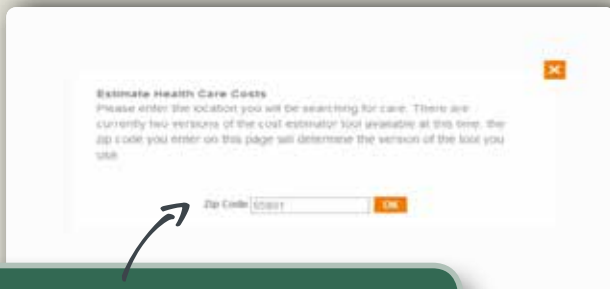 Estimate Health Care Costs
Please enter the location you will be searching for care. There are
currently two versions of the cost estimator tool available at this time, the
zip code you enter on this page will determine the version of the tool you
use.
Zip Code
OK